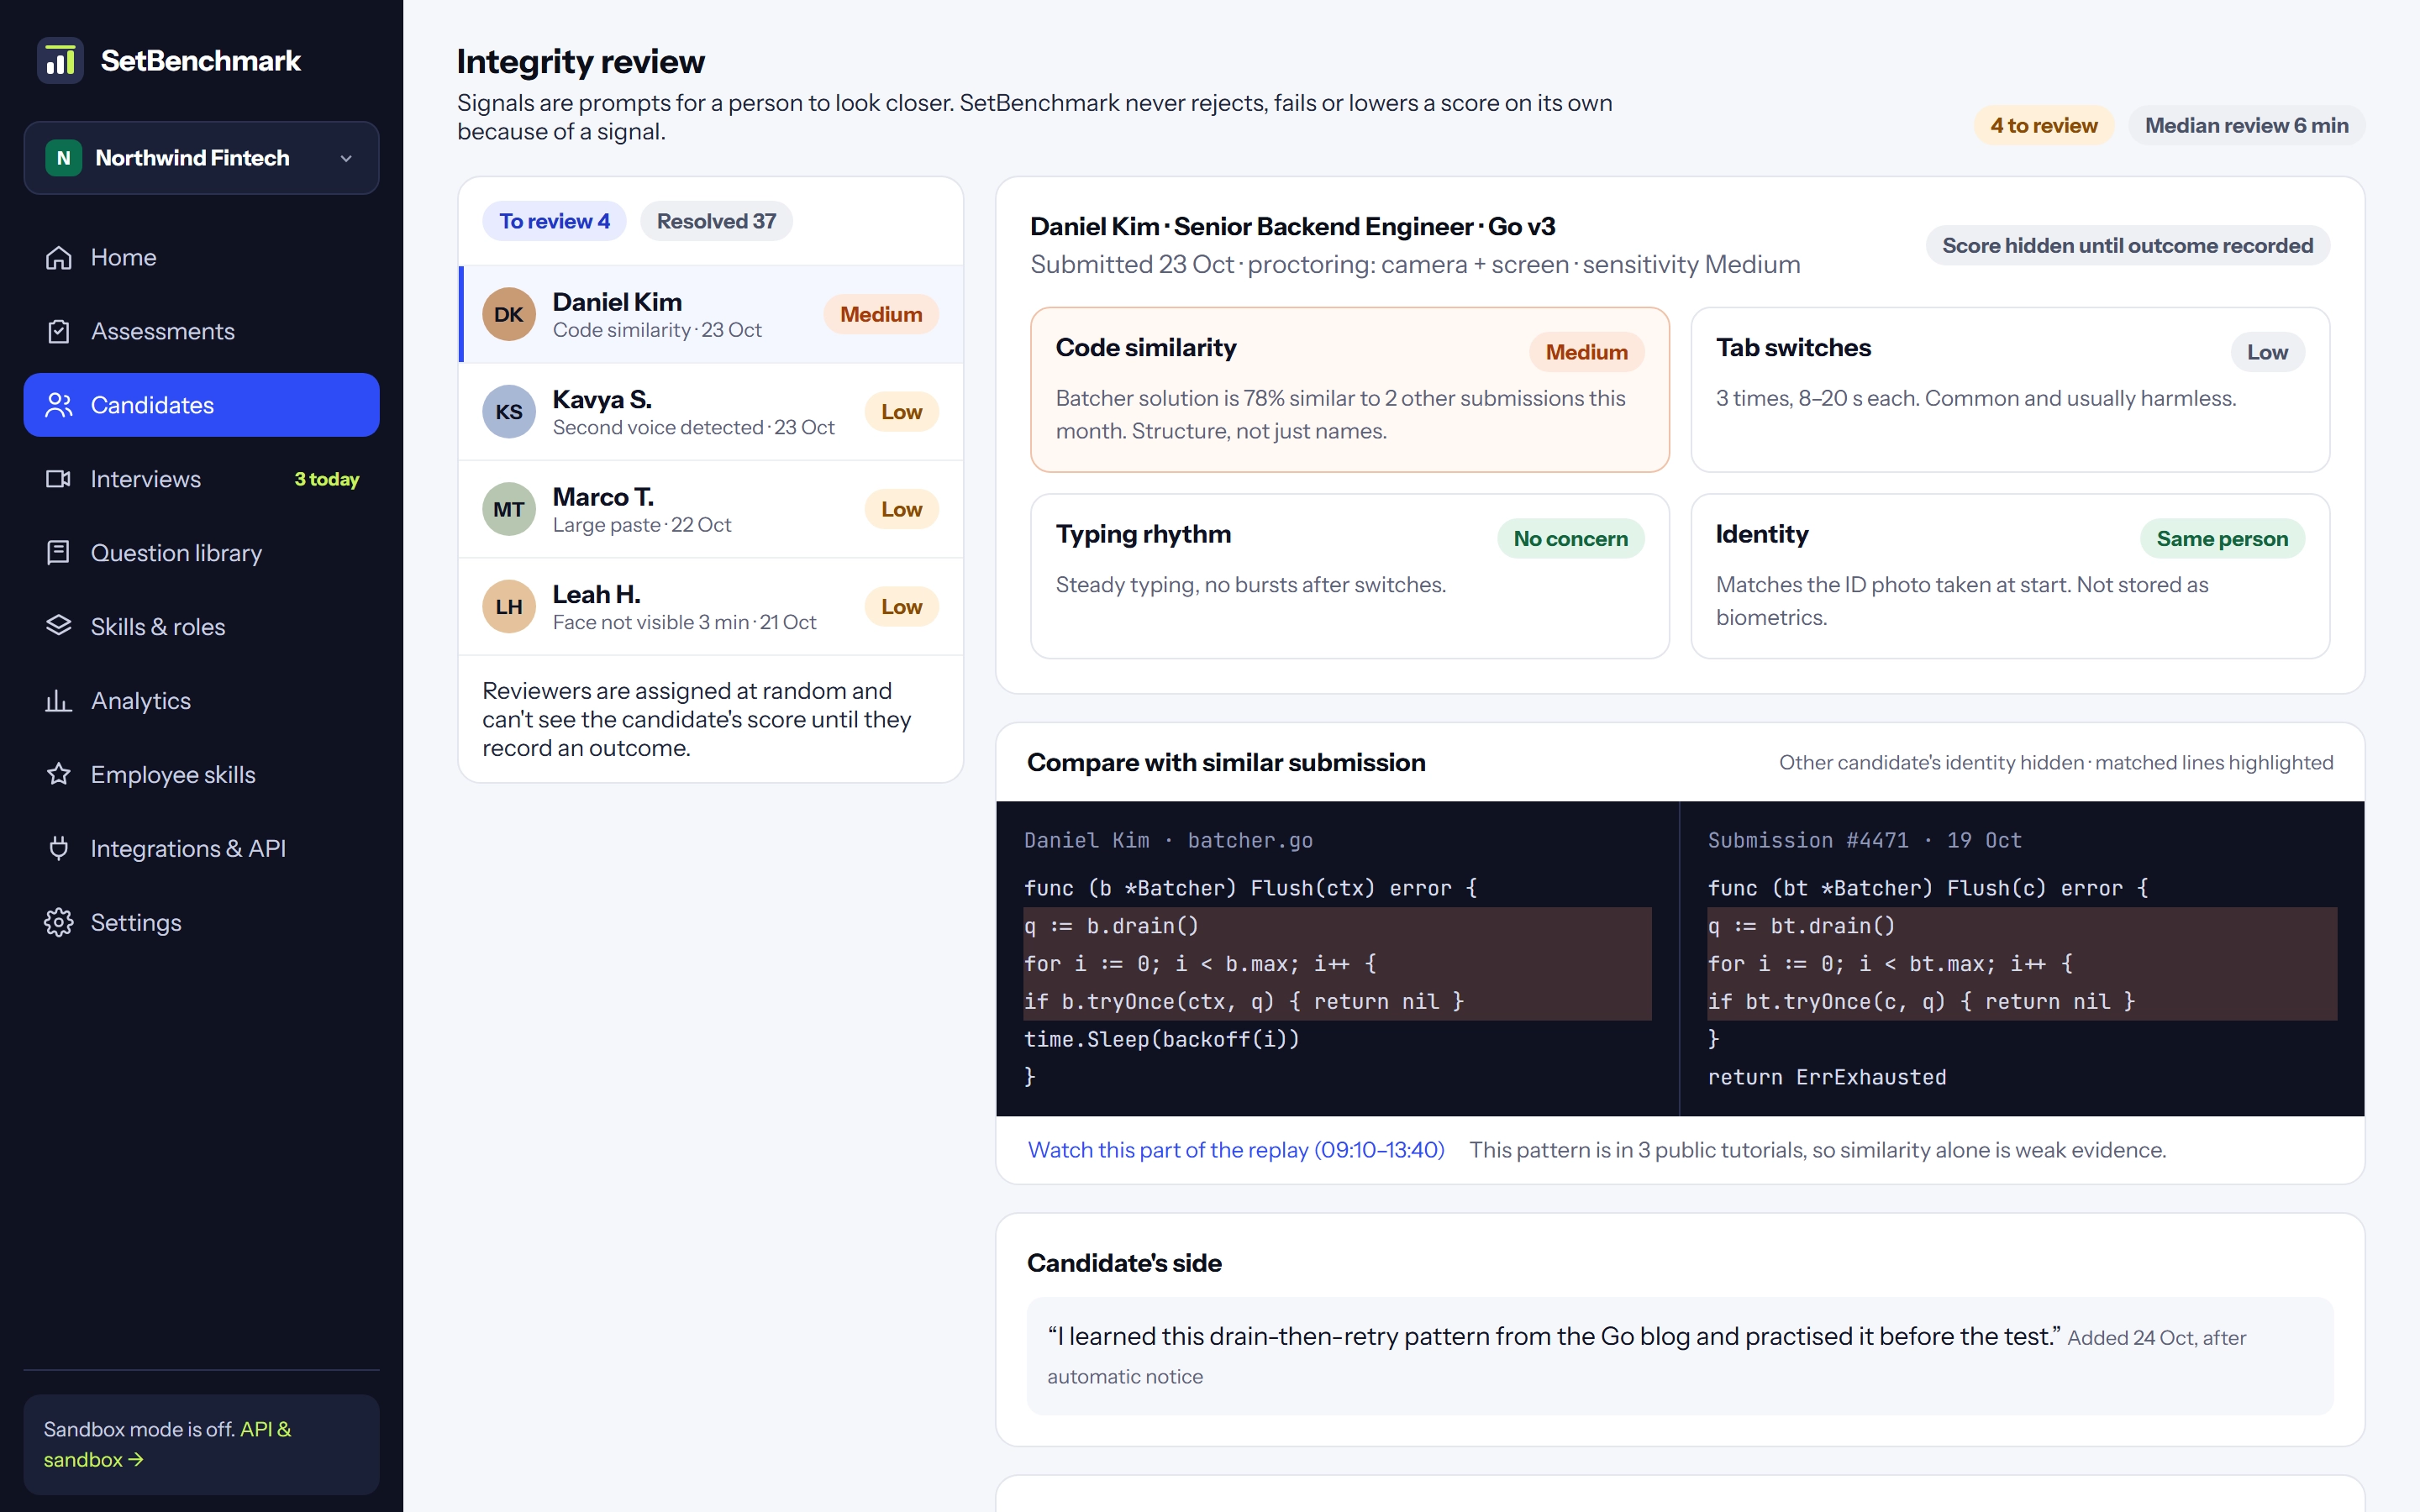 SetBenchmark
N Northwind Fintech
Home
Assessments
Candidates
Interviews 3 today
Question library
Skills & roles
Analytics
Employee skills
Integrations & API
Settings
Sandbox mode is off. API &
sandbox →
Integrity review
Signals are prompts for a person to look closer. SetBenchmark never rejects, fails or lowers a score on its own
because of a signal.
4 to review Median review 6 min
To review 4 Resolved 37
DK Daniel Kim Medium
Code similarity · 23 Oct
KS Kavya S. Low
Second voice detected · 23 Oct
MT Marco T. Low
Large paste · 22 Oct
LH Leah H. Low
Face not visible 3 min · 21 Oct
Reviewers are assigned at random and
can't see the candidate's score until they
record an outcome.
Daniel Kim · Senior Backend Engineer · Go v3
Submitted 23 Oct · proctoring: camera + screen · sensitivity Medium
Score hidden until outcome recorded
Code similarity Medium
Batcher solution is 78% similar to 2 other submissions this
month. Structure, not just names.
Tab switches Low
3 times, 8–20 s each. Common and usually harmless.
Typing rhythm No concern
Steady typing, no bursts after switches.
Identity Same person
Matches the ID photo taken at start. Not stored as
biometrics.
Compare with similar submission Other candidate's identity hidden · matched lines highlighted
Daniel Kim · batcher.go
func (b *Batcher) Flush(ctx) error {
q := b.drain()
for i := 0; i < b.max; i++ {
if b.tryOnce(ctx, q) { return nil }
time.Sleep(backoff(i))
}
Submission #4471 · 19 Oct
func (bt *Batcher) Flush(c) error {
q := bt.drain()
for i := 0; i < bt.max; i++ {
if bt.tryOnce(c, q) { return nil }
}
return ErrExhausted
Watch this part of the replay (09:10–13:40) This pattern is in 3 public tutorials, so similarity alone is weak evidence.
Candidate's side
“I learned this drain-then-retry pattern from the Go blog and practised it before the test.” Added 24 Oct, after
automatic notice